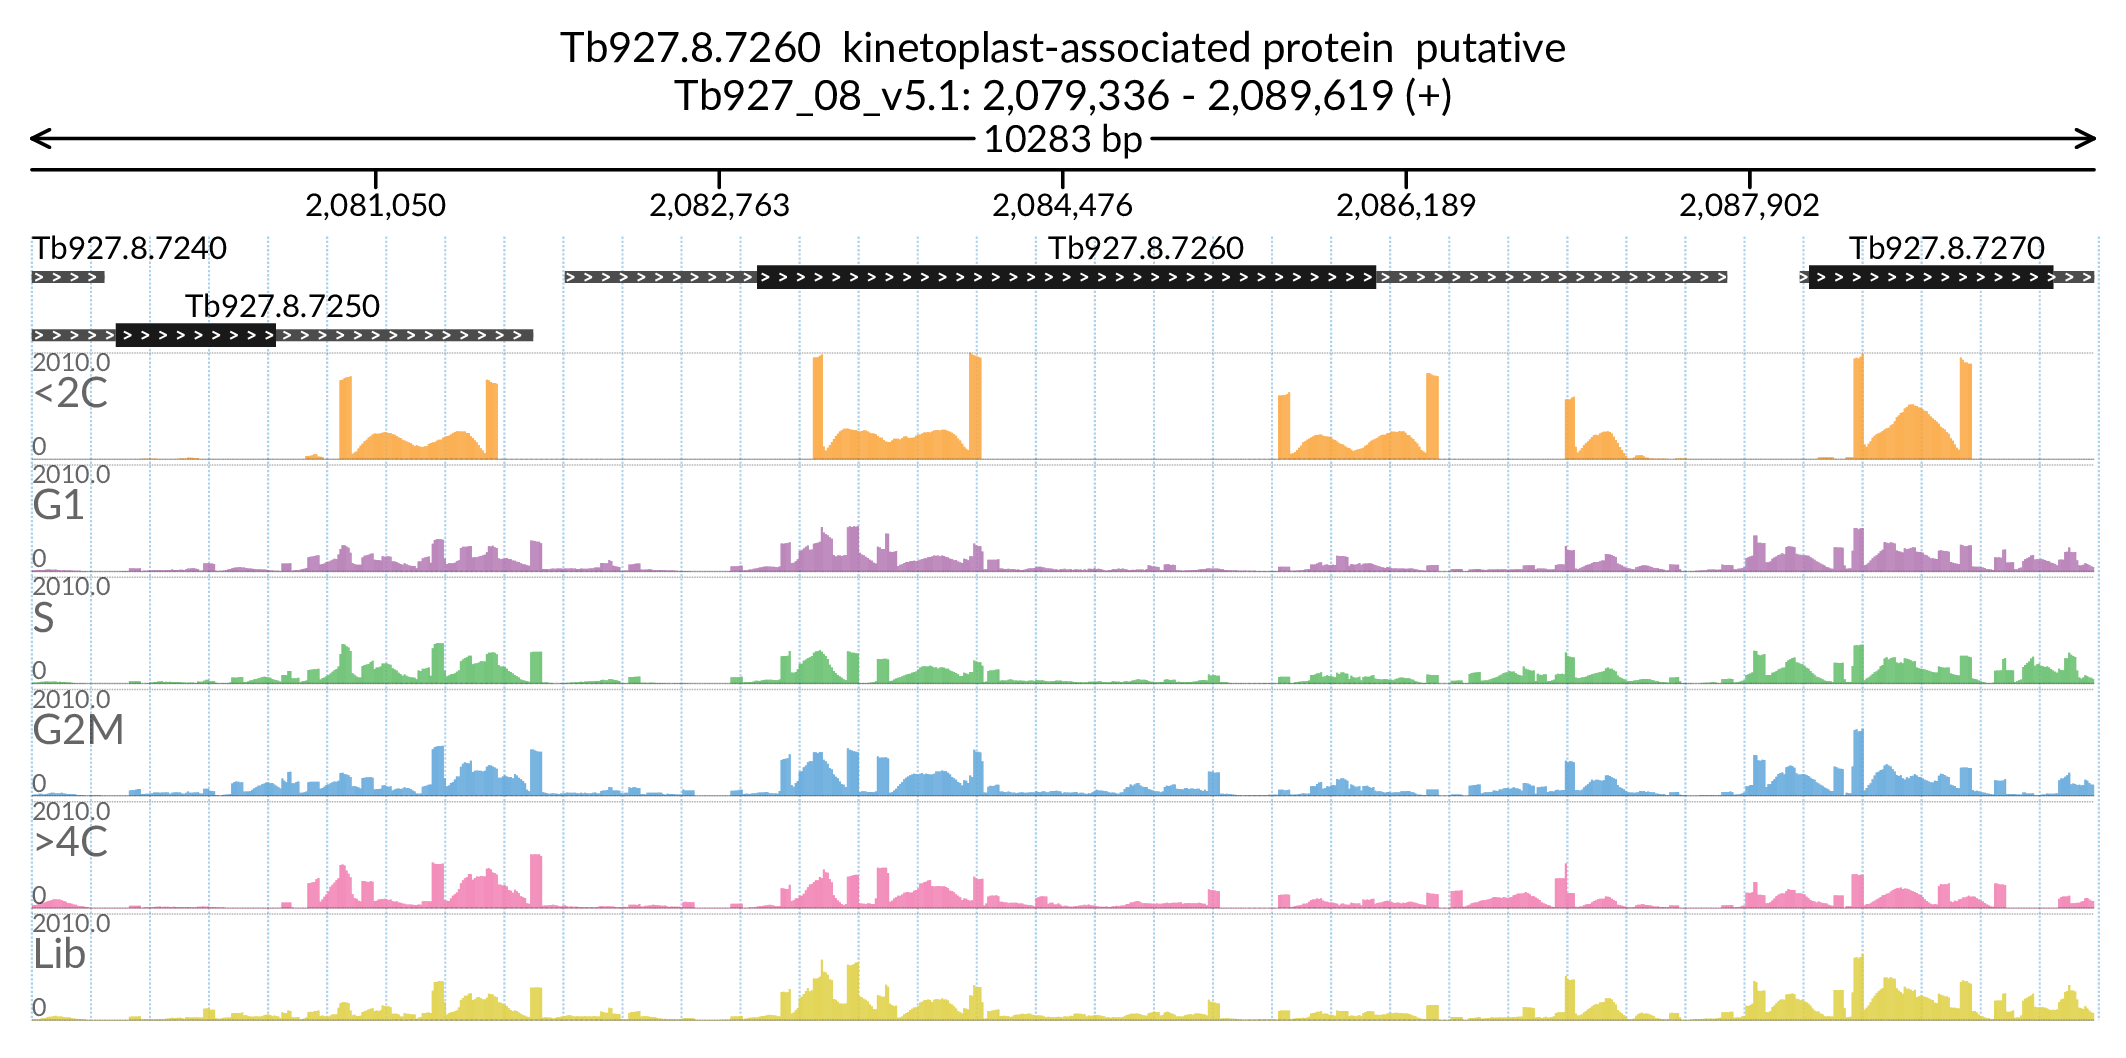 Tb927.8.7260  kinetoplast-associated protein  putative
Tb927_08_v5.1: 2,079,336 - 2,089,619 (+)
10283 bp
2,081,050 2,082,763 2,084,476 2,086,189 2,087,902
Tb927.8.7240 Tb927.8.7260 Tb927.8.7270
Tb927.8.7250
2010.0
<2C
0
2010.0
G1
0
2010.0
S
0
2010.0
G2M
0
2010.0
>4C
0
2010.0
Lib
0